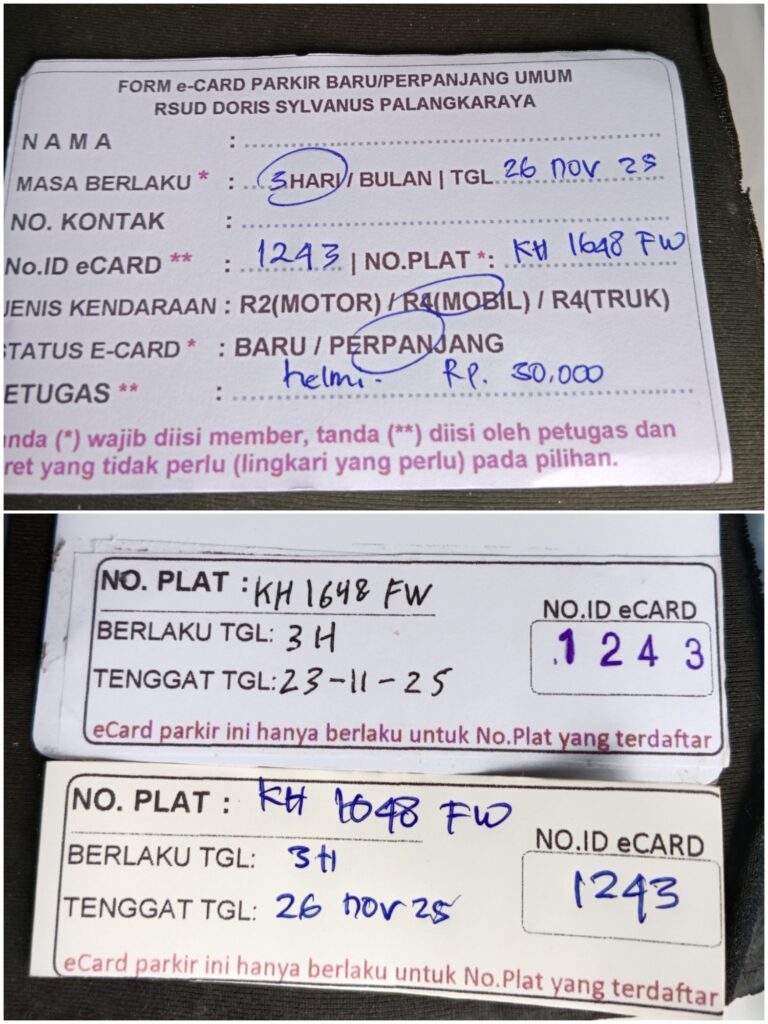 FORM e-CARD PARKIR BARU/PERPANJANG UMUM
RSUD DORIS SYLVANUS PALANGKARAYA
NAMA :
MASA BERLAKU * : 3 HARI / BULAN | TGL 26 nov 25
NO. KONTAK :
No.ID eCARD ** : 1243 | NO.PLAT *: KH 1648 FW
JENIS KENDARAAN : R2(MOTOR) / R4(MOBIL) / R4(TRUK)
STATUS E-CARD * : BARU / PERPANJANG
ETUGAS ** : helmi. Rp. 30.000
anda (*) wajib diisi member, tanda (**) diisi oleh petugas dan
ret yang tidak perlu (lingkari yang perlu) pada pilihan.
NO. PLAT : KH 1648 FW
BERLAKU TGL: 3 H
TENGGAT TGL: 23-11-25
NO.ID eCARD
1243
eCard parkir ini hanya berlaku untuk No.Plat yang terdaftar
NO. PLAT : KH 1648 FW
BERLAKU TGL: 3H
TENGGAT TGL: 26 nov 25
NO.ID eCARD
1243
eCard parkir ini hanya berlaku untuk No.Plat yang terdaftar